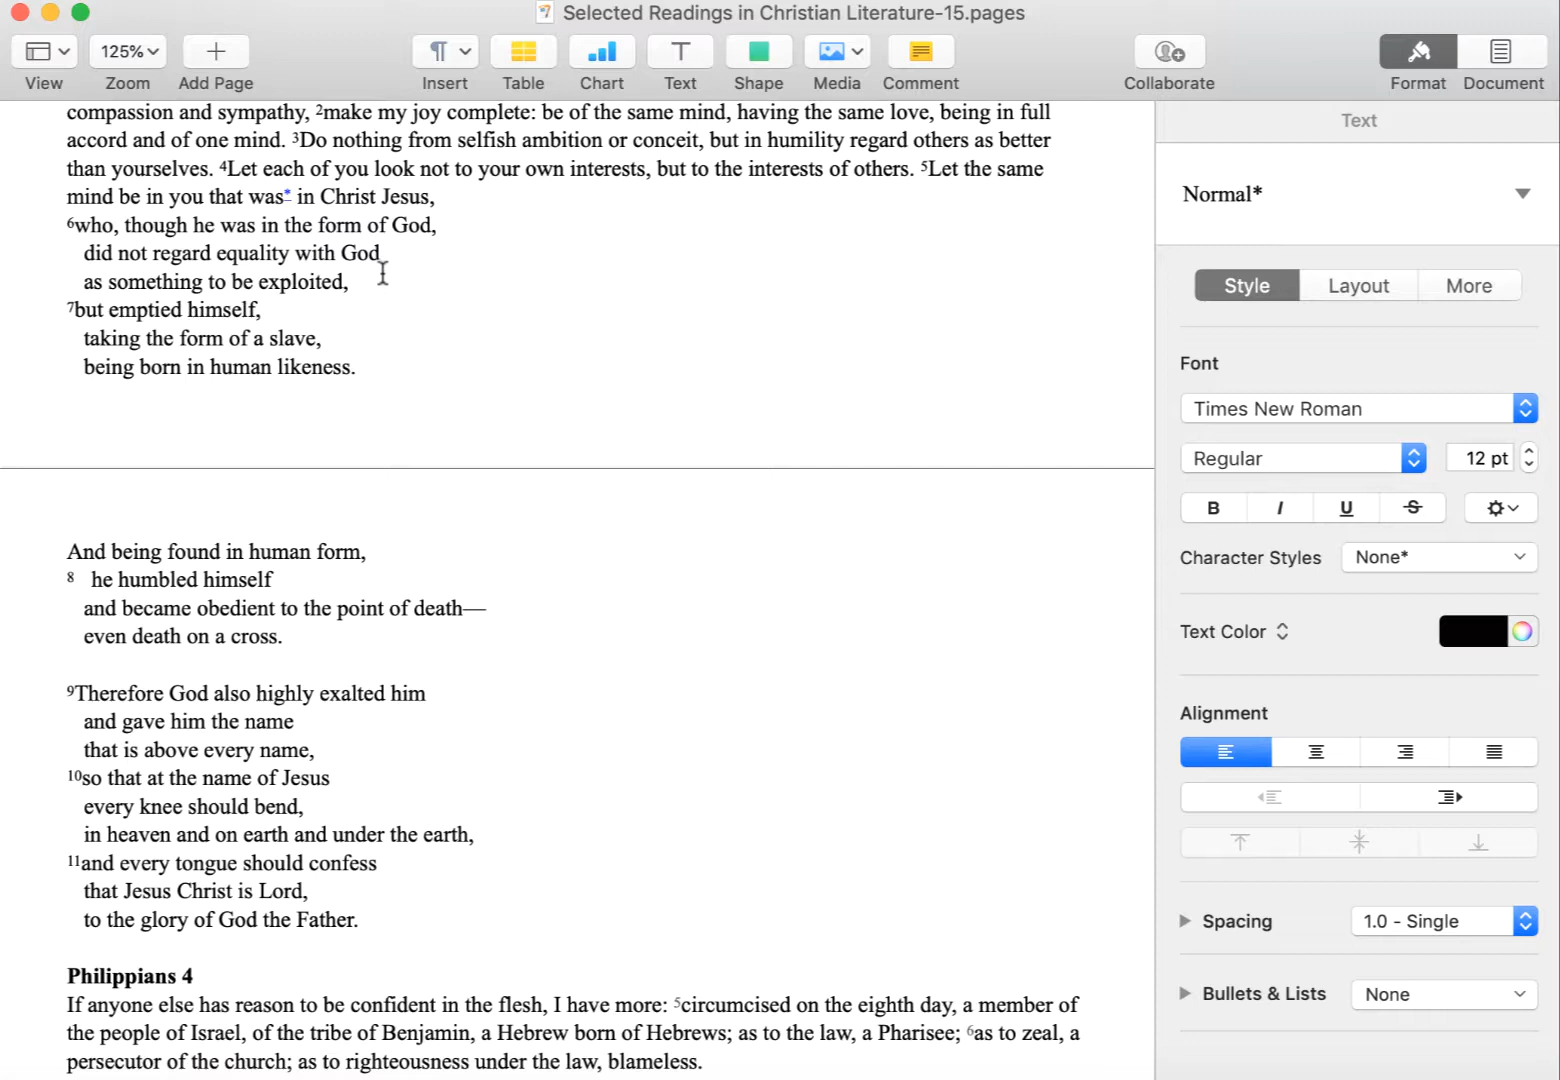 Selected Readings in Christian Literature-15.pages
125%
View
Zoom
Add Page
Insert
Table
Chart
Text
Shape
Media
Comment
Collaborate
Format
Document
compassion and sympathy, 2make my joy complete: be of the same mind, having the same love, being in full
accord and of one mind. 3Do nothing from selfish ambition or conceit, but in humility regard others as better
than yourselves. 4Let each of you look not to your own interests, but to the interests of others. 5Let the same
mind be in you that was* in Christ Jesus,
6who, though he was in the form of God,
did not regard equality with God
as something to be exploited,
7but emptied himself,
taking the form of a slave,
being born in human likeness.
And being found in human form,
8 he humbled himself
and became obedient to the point of death—
even death on a cross.
9Therefore God also highly exalted him
and gave him the name
that is above every name,
10so that at the name of Jesus
every knee should bend,
in heaven and on earth and under the earth,
11and every tongue should confess
that Jesus Christ is Lord,
to the glory of God the Father.
Philippians 4
If anyone else has reason to be confident in the flesh, I have more: 5circumcised on the eighth day, a member of
the people of Israel, of the tribe of Benjamin, a Hebrew born of Hebrews; as to the law, a Pharisee; 6as to zeal, a
persecutor of the church; as to righteousness under the law, blameless.
Text
Normal*
Style
Layout
More
Font
Times New Roman
Regular
12 pt
B I U S
Character Styles
None*
Text Color
Alignment
Spacing
1.0 - Single
Bullets & Lists
None